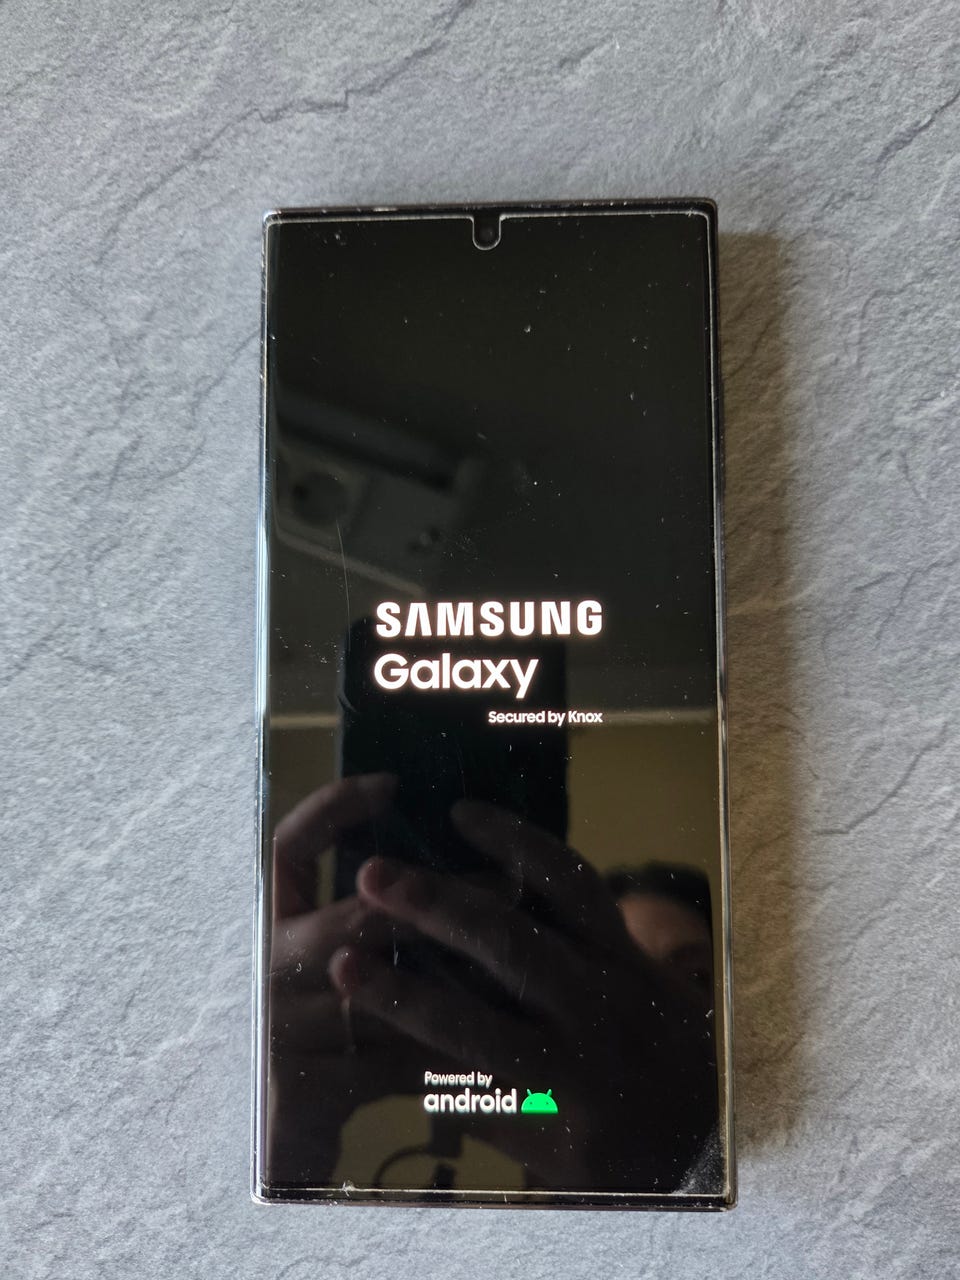 SAMSUNG
Galaxy
Secured by Knox
Powered by
android